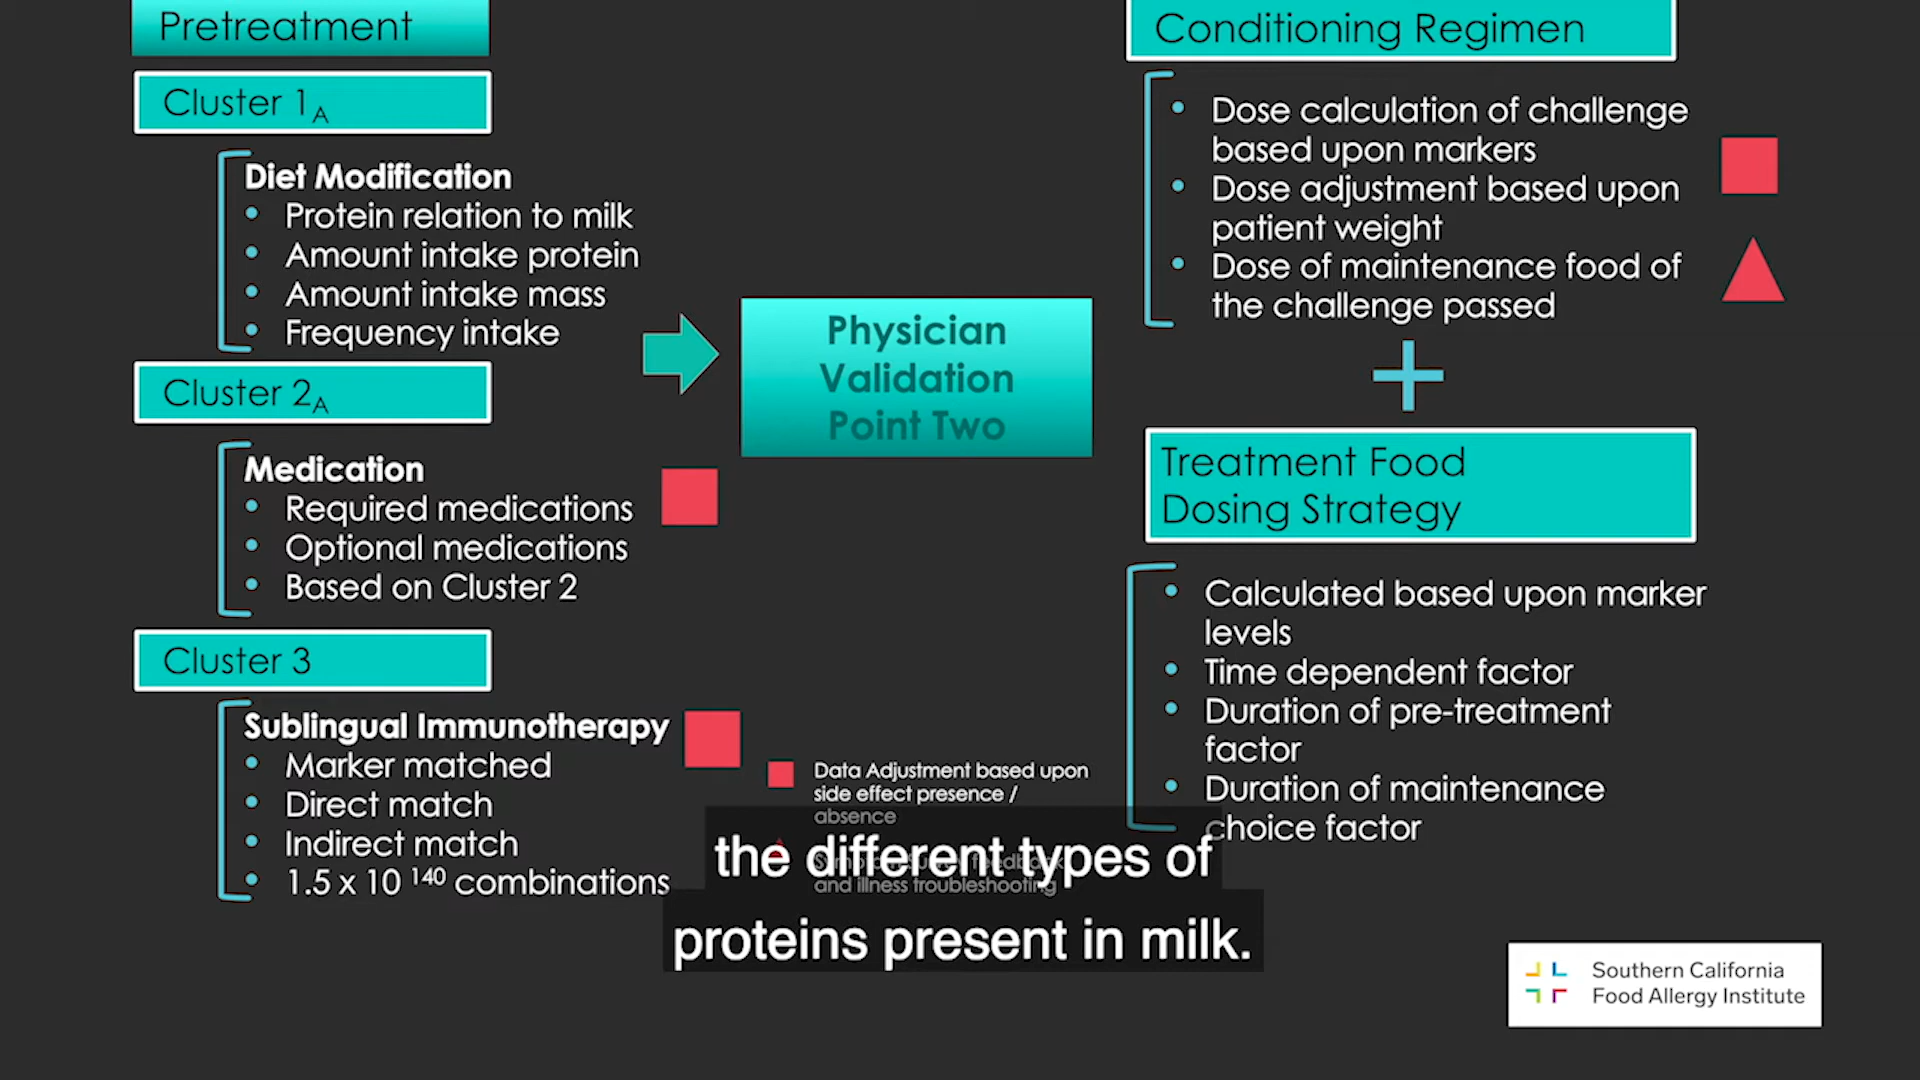 Pretreatment
Cluster 1A
Diet Modification
• Protein relation to milk
• Amount intake protein
• Amount intake mass
• Frequency intake
Cluster 2A
Medication
• Required medications
• Optional medications
• Based on Cluster 2
Cluster 3
Sublingual Immunotherapy
• Marker matched
• Direct match
• Indirect match
• 1.5 x 10 140 combinations
Physician
Validation
Point Two
Data Adjustment based upon
side effect presence /
absence
and illness troubleshooting
Conditioning Regimen
• Dose calculation of challenge
based upon markers
• Dose adjustment based upon
patient weight
• Dose of maintenance food of
the challenge passed
Treatment Food
Dosing Strategy
• Calculated based upon marker
levels
• Time dependent factor
• Duration of pre-treatment
factor
• Duration of maintenance
choice factor
the different types of
proteins present in milk.
Southern California
Food Allergy Institute